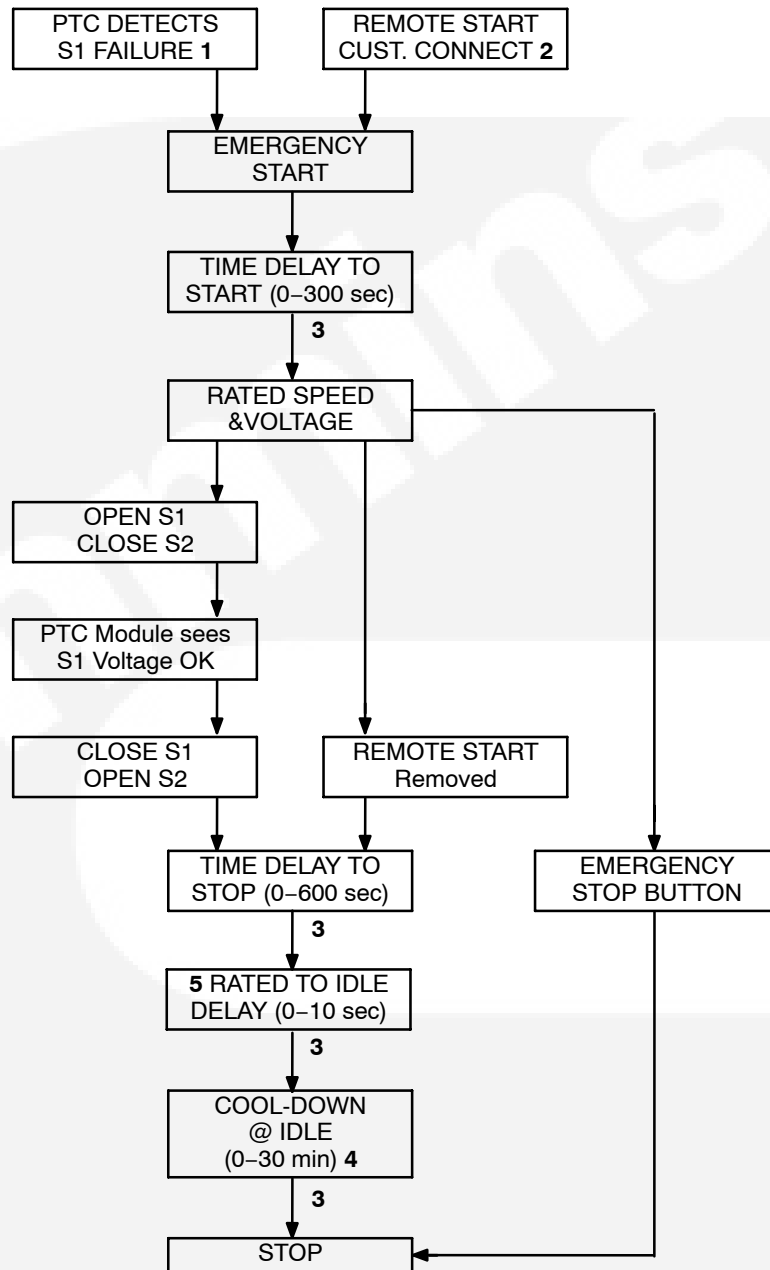 PTC DETECTS
S1 FAILURE 1
REMOTE START
CUST. CONNECT 2
EMERGENCY
START
TIME DELAY TO
START (0–300 sec)
3
RATED SPEED
&VOLTAGE
OPEN S1
CLOSE S2
PTC Module sees
S1 Voltage OK
CLOSE S1
OPEN S2
REMOTE START
Removed
TIME DELAY TO
STOP (0–600 sec)
EMERGENCY
STOP BUTTON
3
5 RATED TO IDLE
DELAY (0–10 sec)
3
COOL-DOWN
@ IDLE
(0–30 min) 4
3
STOP